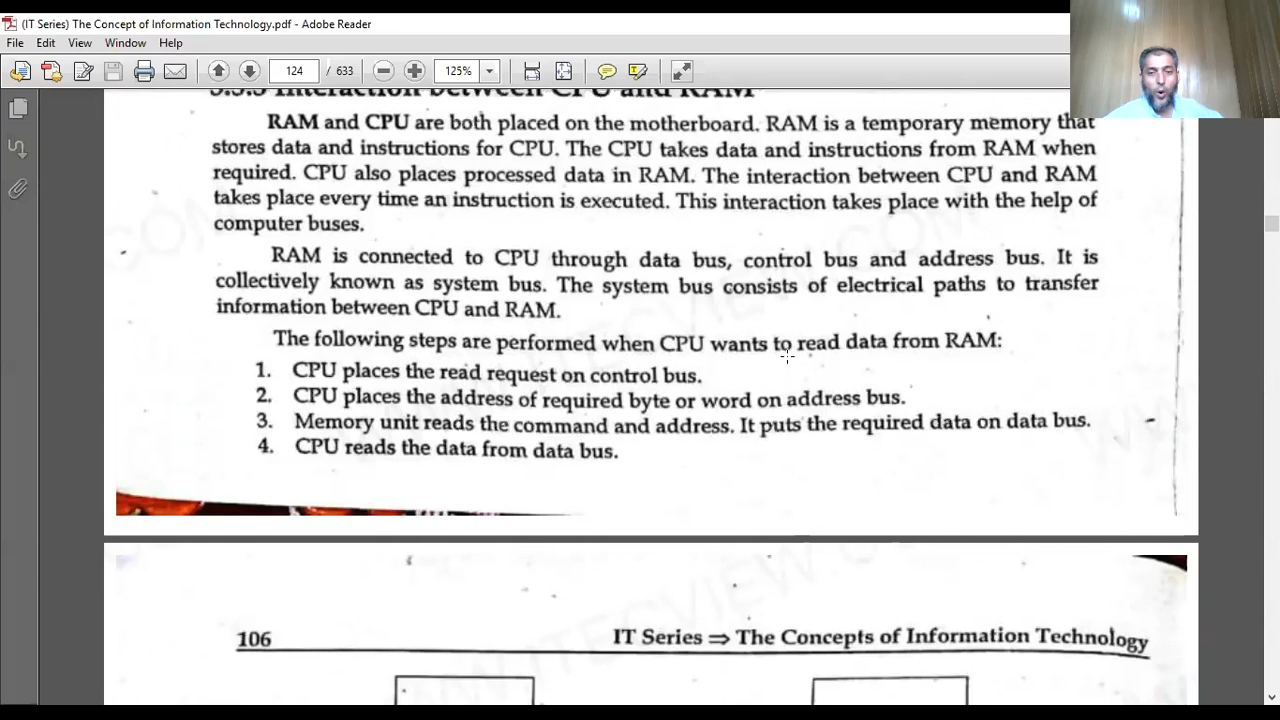 (IT Series) The Concept of Information Technology.pdf - Adobe Reader
File Edit View Window Help
124 / 633 125%
3.3.3 Interaction between CPU and RAM
RAM and CPU are both placed on the motherboard. RAM is a temporary memory that
stores data and instructions for CPU. The CPU takes data and instructions from RAM when
required. CPU also places processed data in RAM. The interaction between CPU and RAM
takes place every time an instruction is executed. This interaction takes place with the help of
computer buses.
RAM is connected to CPU through data bus, control bus and address bus. It is
collectively known as system bus. The system bus consists of electrical paths to transfer
information between CPU and RAM.
The following steps are performed when CPU wants to read data from RAM:
1. CPU places the read request on control bus.
2. CPU places the address of required byte or word on address bus.
3. Memory unit reads the command and address. It puts the required data on data bus.
4. CPU reads the data from data bus.
106 IT Series ⇒ The Concepts of Information Technology